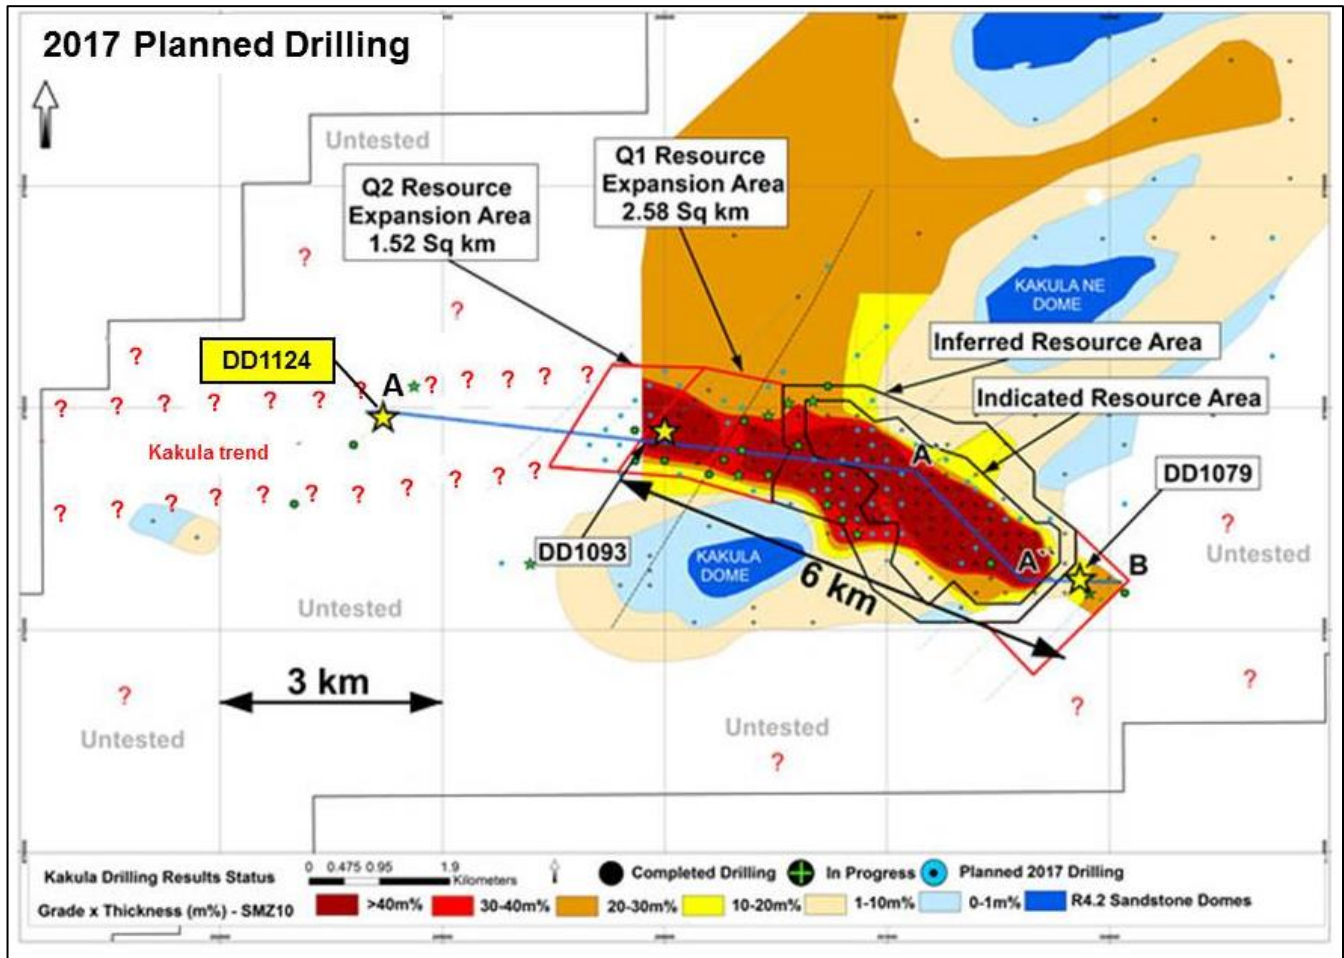 2017 Planned Drilling
Untested
Q2 Resource
Expansion Area
1.52 Sq km
Q1 Resource
Expansion Area
2.58 Sq km
?
?
KAKULA NE
DOME
Inferred Resource Area
?
DD1124
A
? ? ? ? ?
Indicated Resource Area
? ? ? ? ? ? ?
Kakula trend
A
DD1079
? ? ? ? ? ? ? ? ? ? ?
?
DD1093
KAKULA
DOME
A``
B
Untested
6 km
Untested
3 km
?
?
?
Untested
Untested
?
Kakula Drilling Results Status
0 0.475 0.95 1.9
Kilometers
Completed Drilling
In Progress
Planned 2017 Drilling
Grade x Thickness (m%) - SMZ10
>40m%
30-40m%
20-30m%
10-20m%
1-10m%
0-1m%
R4.2 Sandstone Domes